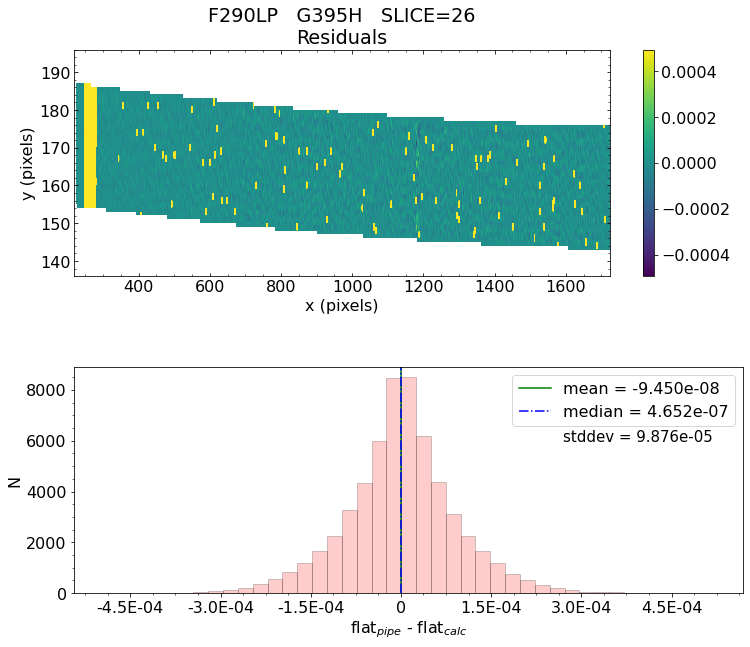 F290LP G395H SLICE=26
Residuals
190
180
170
160
150
140
y (pixels)
400 600 800 1000 1200 1400 1600
x (pixels)
0.0004
0.0002
0.0000
−0.0002
−0.0004
8000
6000
4000
2000
0
N
mean = -9.450e-08
median = 4.652e-07
stddev = 9.876e-05
-4.5E-04 -3.0E-04 -1.5E-04 0 1.5E-04 3.0E-04 4.5E-04
flat_pipe - flat_calc